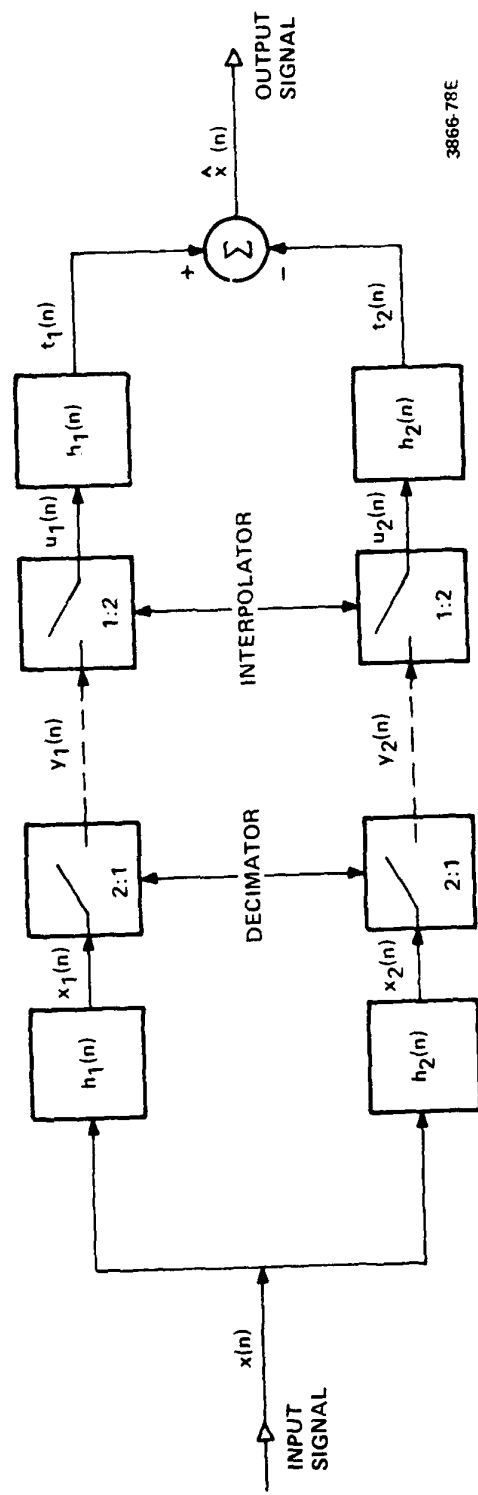 INPUT
SIGNAL
x(n)
h1(n)
x1(n)
2:1
y1(n)
1:2
u1(n)
h1(n)
t1(n)
DECIMATOR
INTERPOLATOR
+
Σ
-
x̂ (n)
OUTPUT
SIGNAL
h2(n)
x2(n)
2:1
y2(n)
1:2
u2(n)
h2(n)
t2(n)
3866-78E